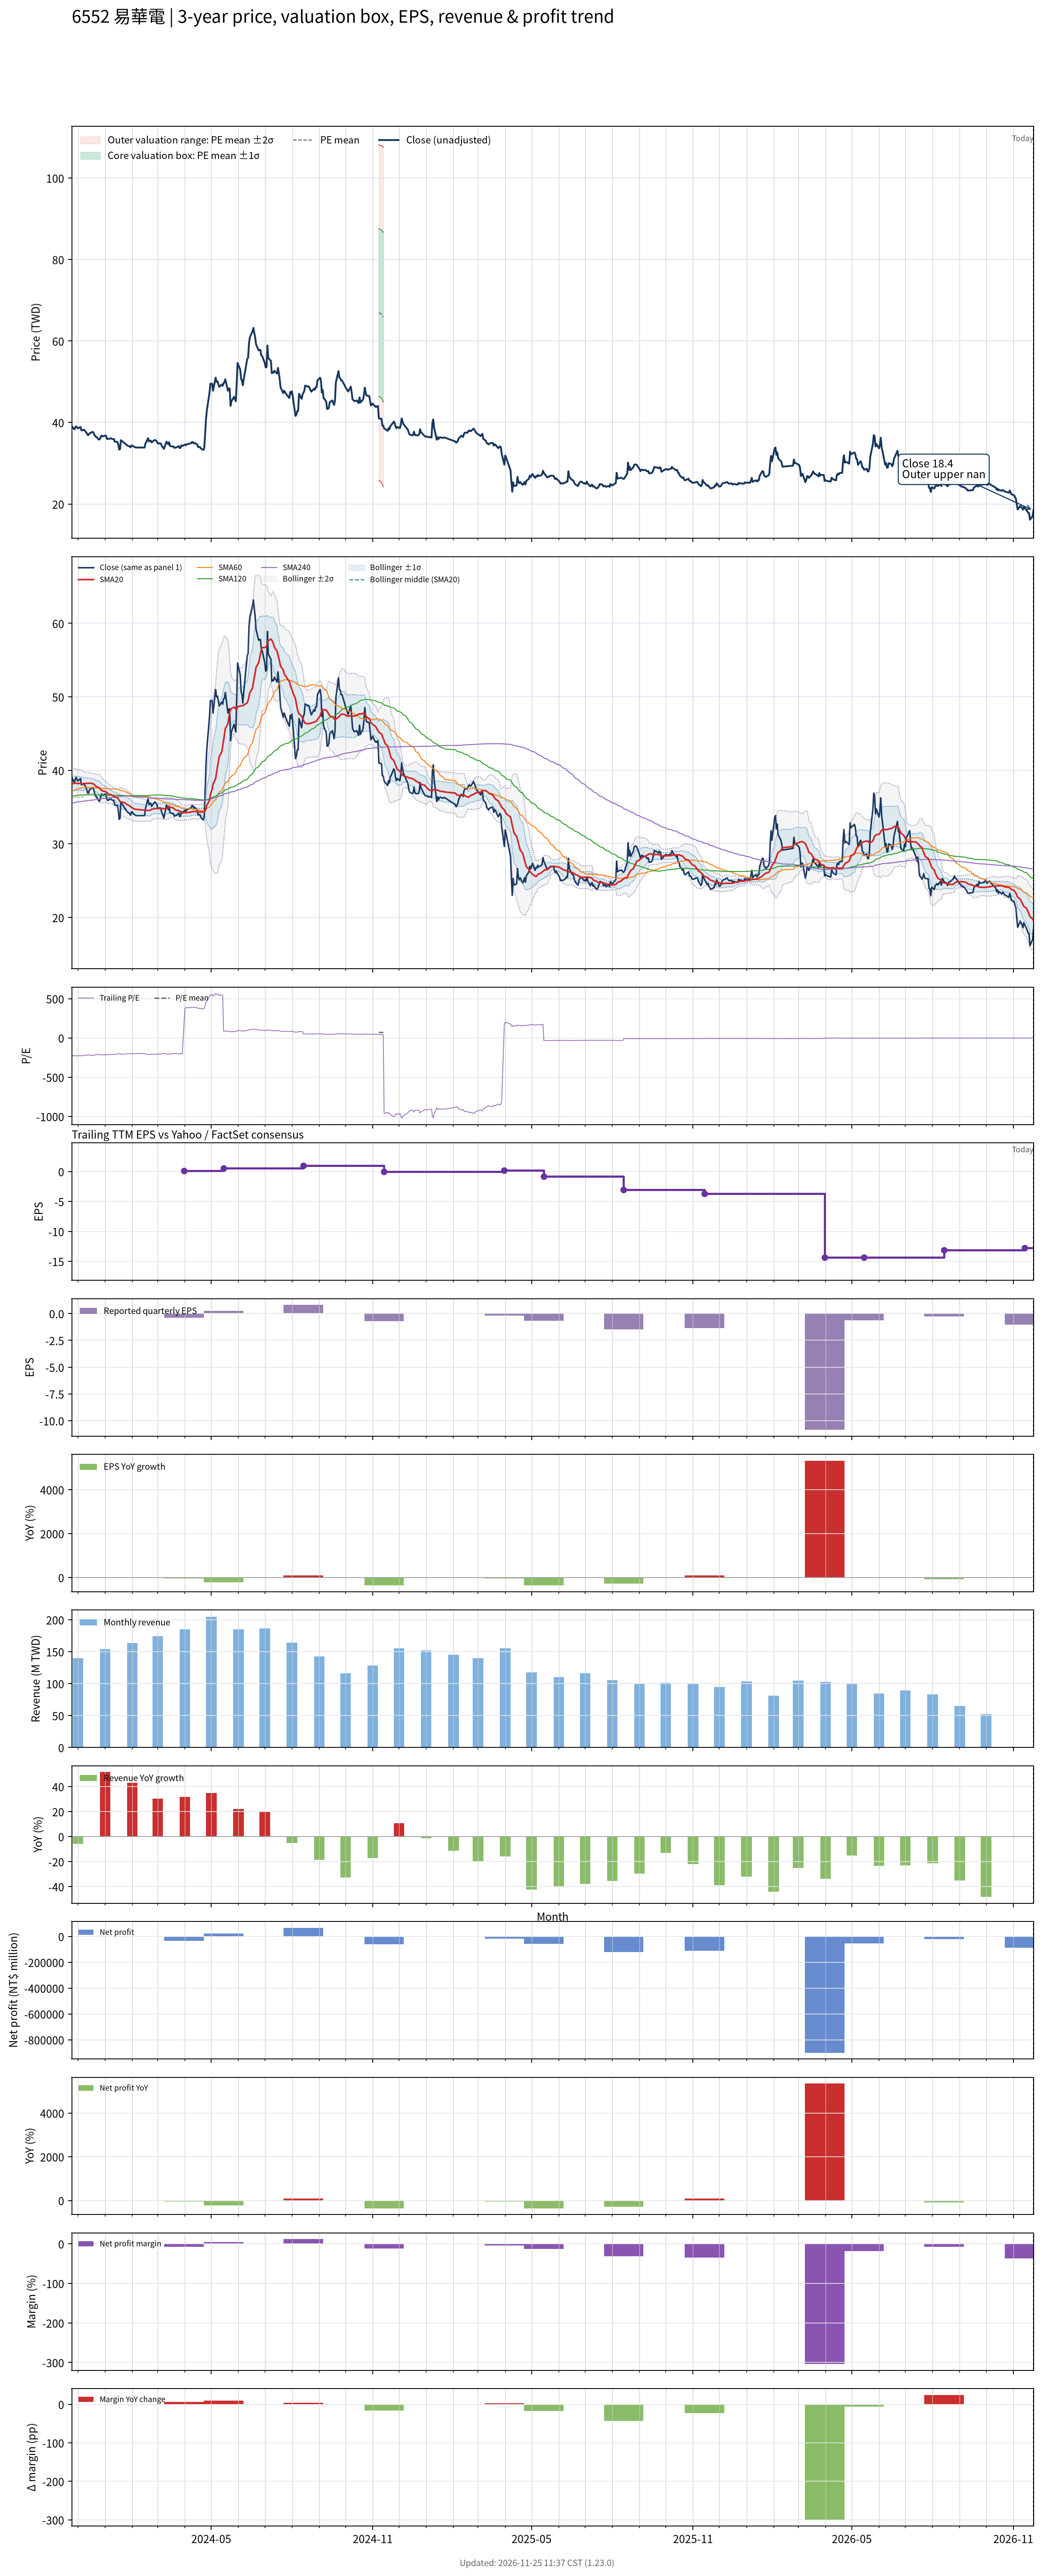 6552 易華電 | 3-year price, valuation box, EPS, revenue & profit trend
Outer valuation range: PE mean ±2σ
Core valuation box: PE mean ±1σ
PE mean
Close (unadjusted)
Today
Price (TWD)
100
80
60
40
20
Close 18.4
Outer upper nan
Close (same as panel 1)
SMA20
SMA60
SMA120
SMA240
Bollinger ±2σ
Bollinger ±1σ
Bollinger middle (SMA20)
Price
60
50
40
30
20
Trailing P/E
P/E mean
P/E
500
0
-500
-1000
Trailing TTM EPS vs Yahoo / FactSet consensus
Today
EPS
0
-5
-10
-15
Reported quarterly EPS
EPS
0.0
-2.5
-5.0
-7.5
-10.0
EPS YoY growth
YoY (%)
4000
2000
0
Monthly revenue
Revenue (M TWD)
200
150
100
50
0
Revenue YoY growth
YoY (%)
40
20
0
-20
-40
Month
Net profit
Net profit (NT$ million)
0
-200000
-400000
-600000
-800000
Net profit YoY
YoY (%)
4000
2000
0
Net profit margin
Margin (%)
0
-100
-200
-300
Margin YoY change
Δ margin (pp)
0
-100
-200
-300
2024-05
2024-11
2025-05
2025-11
2026-05
2026-11
Updated: 2026-11-25 11:37 CST (1.23.0)